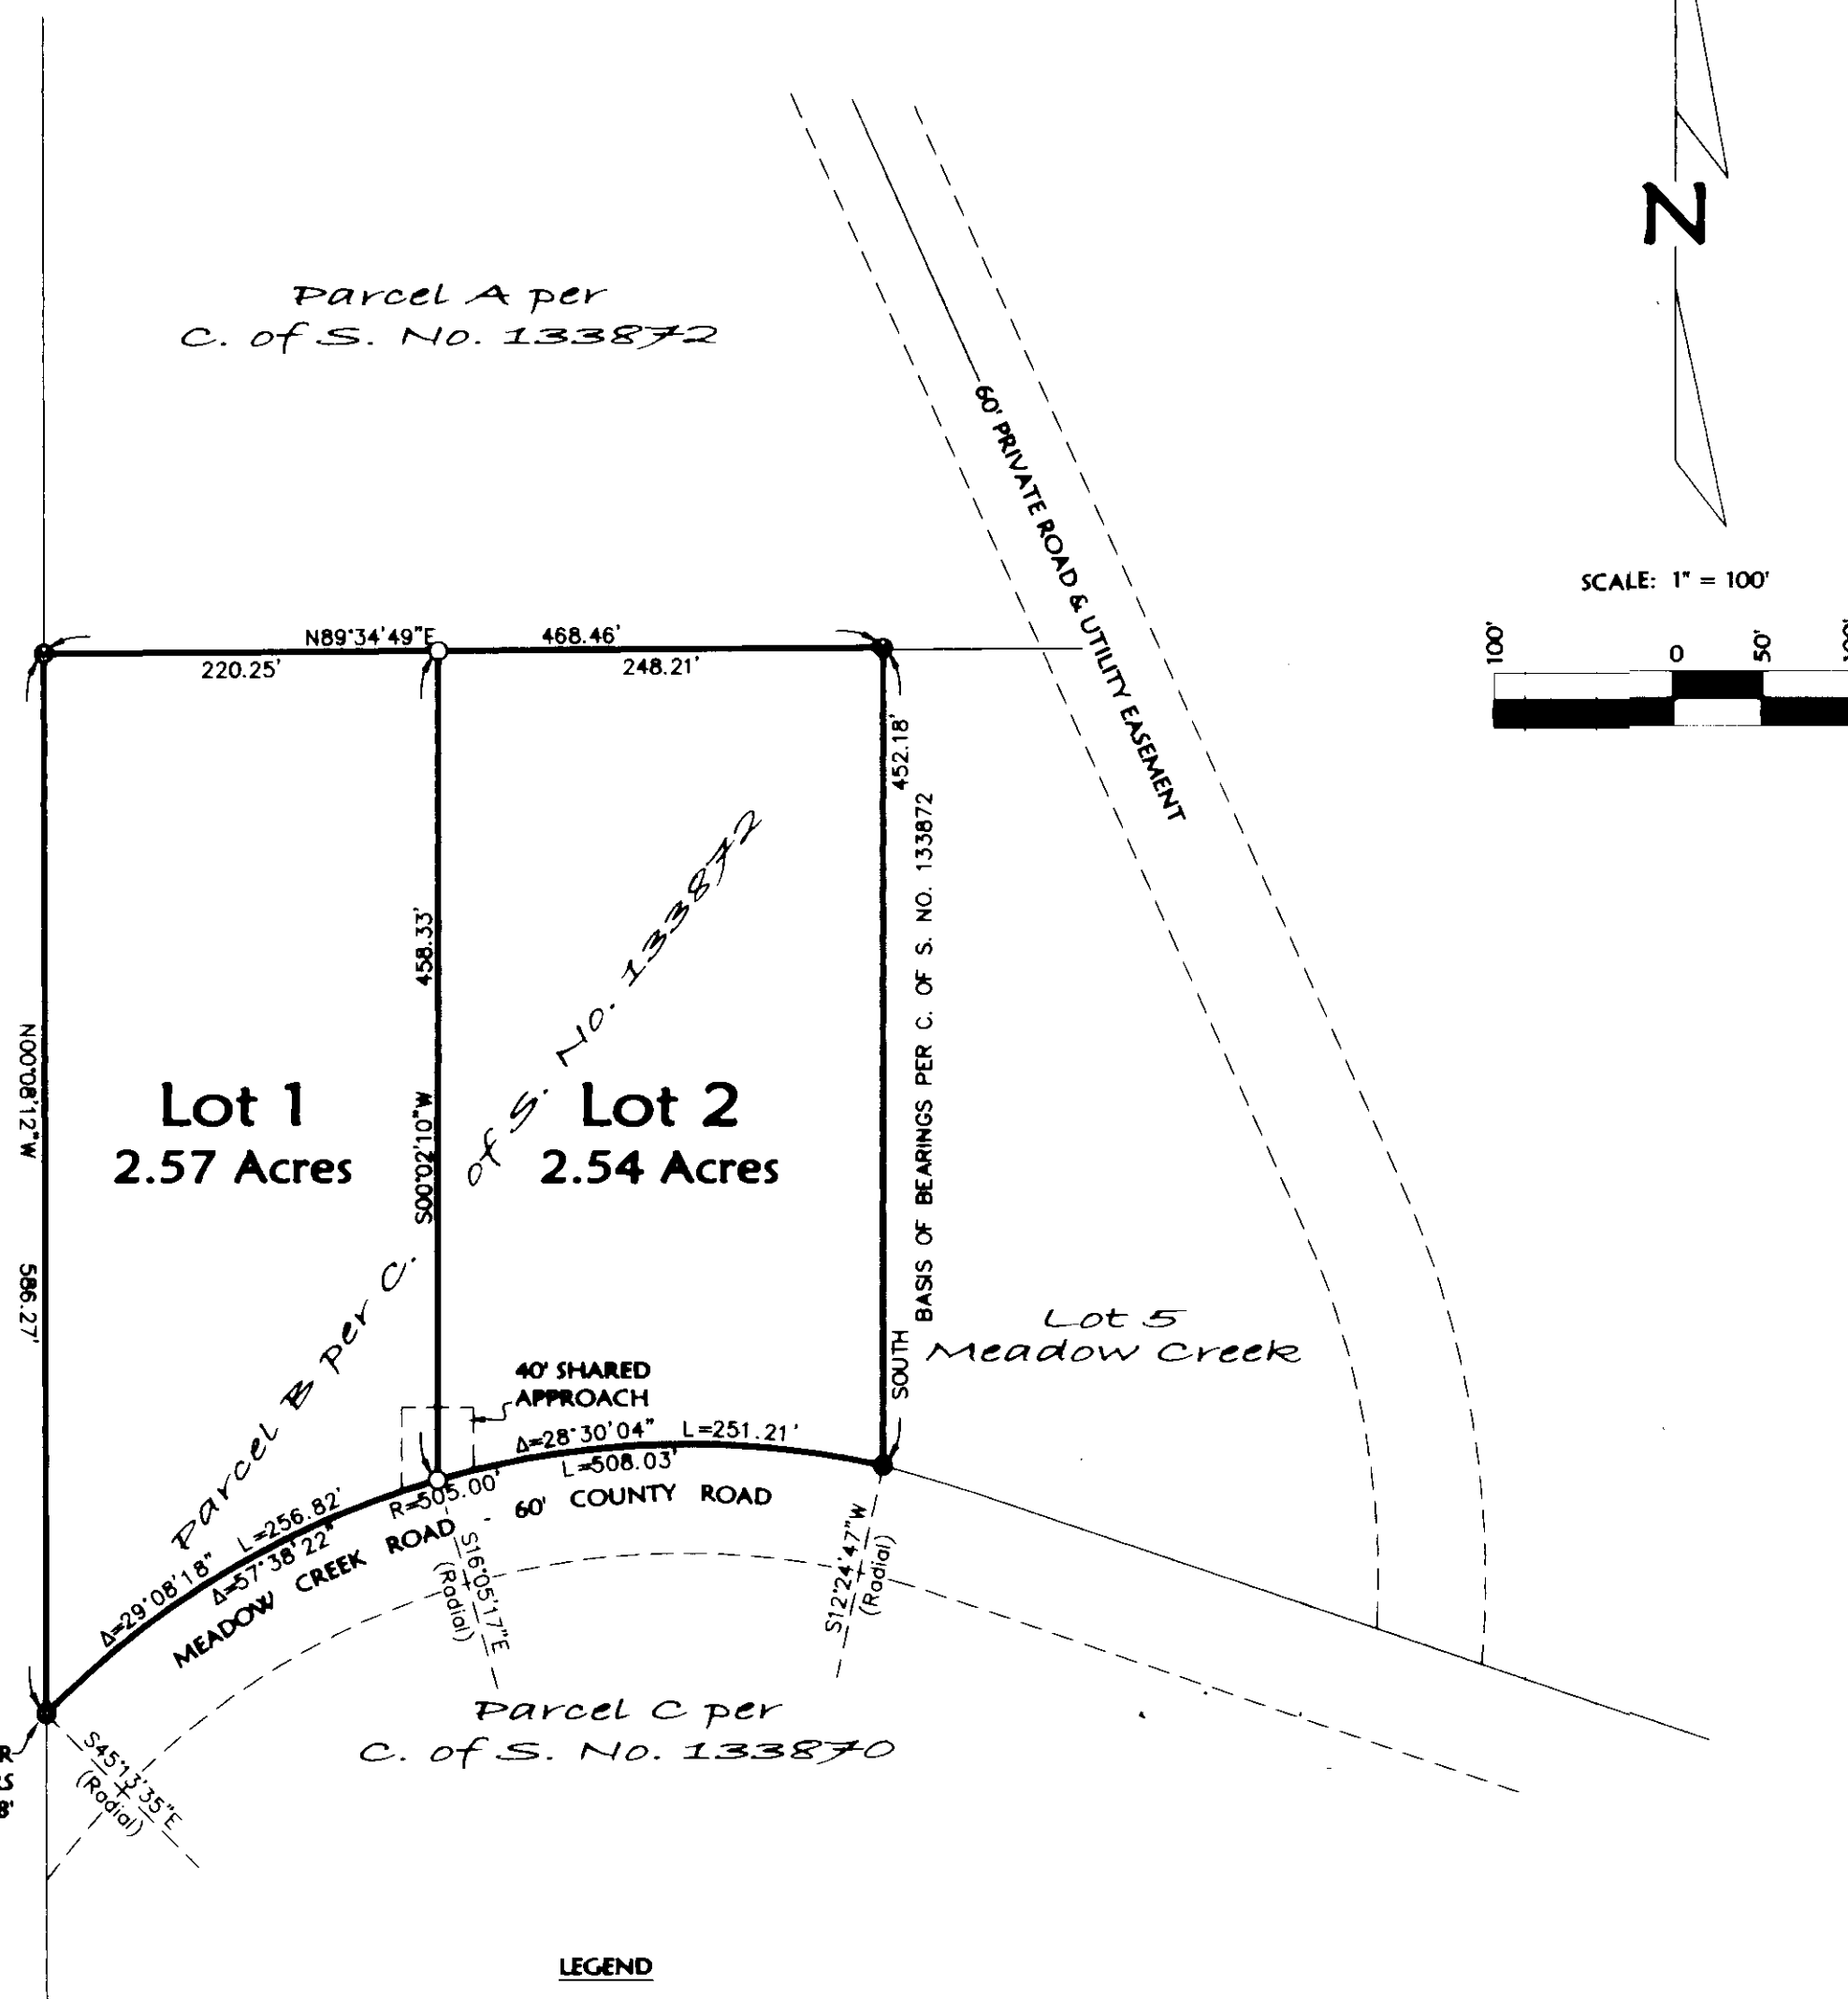 N
Parcel A per
C. of S. No. 133872
60' PRIVATE ROAD & UTILITY EASEMENT
SCALE: 1" = 100'
100'
0
50'
N89°34'49"E
468.46'
220.25'
248.21'
452.18'
SOUTH
BASIS OF BEARINGS PER C. OF S. NO. 133872
458.33'
S00°02'10"W
N00°08'12"W
586.27'
Lot 1
2.57 Acres
Lot 2
2.54 Acres
Parcel B per C. of S. No. 133872
Lot 5
Meadow Creek
40' SHARED
APPROACH
Δ=28°30'04" L=251.21'
L=508.03'
R=505.00'
Δ=29°08'18" L=256.82'
Δ=57°38'22"
MEADOW CREEK ROAD - 60' COUNTY ROAD
S16°05'17"E
(Radial)
S12°24'47"W
(Radial)
S45°13'35"E
(Radial)
Parcel C per
C. of S. No. 133870
LEGEND